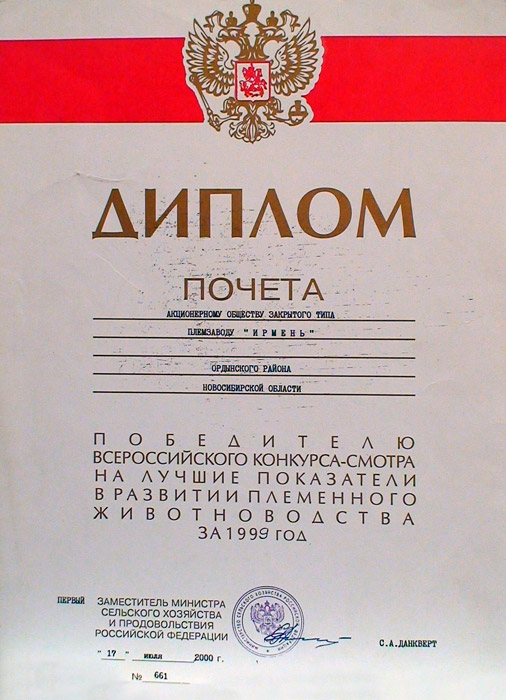 ДИПЛОМ
ПОЧЕТА
АКЦИОНЕРНОМУ ОБЩЕСТВУ ЗАКРЫТОГО ТИПА
ПЛЕМЗАВОДУ "ИРМЕНЬ"
ОРДЫНСКОГО РАЙОНА
НОВОСИБИРСКОЙ ОБЛАСТИ
ПОБЕДИТЕЛЮ
ВСЕРОССИЙСКОГО КОНКУРСА-СМОТРА
НА ЛУЧШИЕ ПОКАЗАТЕЛИ
В РАЗВИТИИ ПЛЕМЕННОГО
ЖИВОТНОВОДСТВА
ЗА 1999 ГОД
ПЕРВЫЙ ЗАМЕСТИТЕЛЬ МИНИСТРА
СЕЛЬСКОГО ХОЗЯЙСТВА
И ПРОДОВОЛЬСТВИЯ
РОССИЙСКОЙ ФЕДЕРАЦИИ
С.А.ДАНКВЕРТ
"17" июля 2000 г.
№ 661